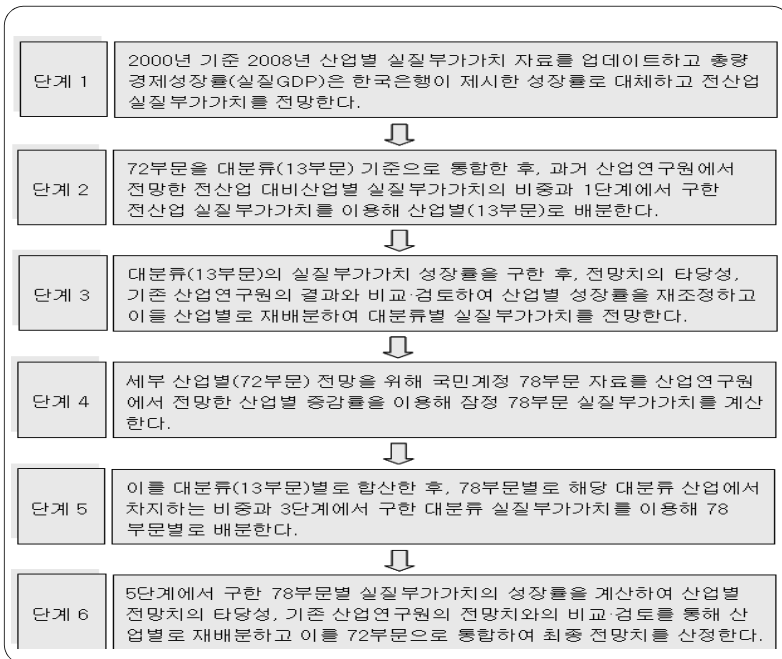 단계 1
2000년 기준 2008년 산업별 실질부가가치 자료를 업데이트하고 총량
경제성장률(실질GDP)은 한국은행이 제시한 성장률로 대체하고 전산업
실질부가가치를 전망한다.
단계 2
72부문을 대분류(13부문) 기준으로 통합한 후, 과거 산업연구원에서
전망한 전산업 대비산업별 실질부가가치의 비중과 1단계에서 구한
전산업 실질부가가치를 이용해 산업별(13부문)로 배분한다.
단계 3
대분류(13부문)의 실질부가가치 성장률을 구한 후, 전망치의 타당성,
기존 산업연구원의 결과와 비교·검토하여 산업별 성장률을 재조정하고
이들 산업별로 재배분하여 대분류별 실질부가가치를 전망한다.
단계 4
세부 산업별(72부문) 전망을 위해 국민계정 78부문 자료를 산업연구원
에서 전망한 산업별 증감률을 이용해 잠정 78부문 실질부가가치를 계산
한다.
단계 5
이를 대분류(13부문)별로 합산한 후, 78부문별로 해당 대분류 산업에서
차지하는 비중과 3단계에서 구한 대분류 실질부가가치를 이용해 78
부문별로 배분한다.
단계 6
5단계에서 구한 78부문별 실질부가가치의 성장률을 계산하여 산업별
전망치의 타당성, 기존 산업연구원의 전망치와의 비교·검토를 통해 산
업별로 재배분하고 이를 72부문으로 통합하여 최종 전망치를 산정한다.